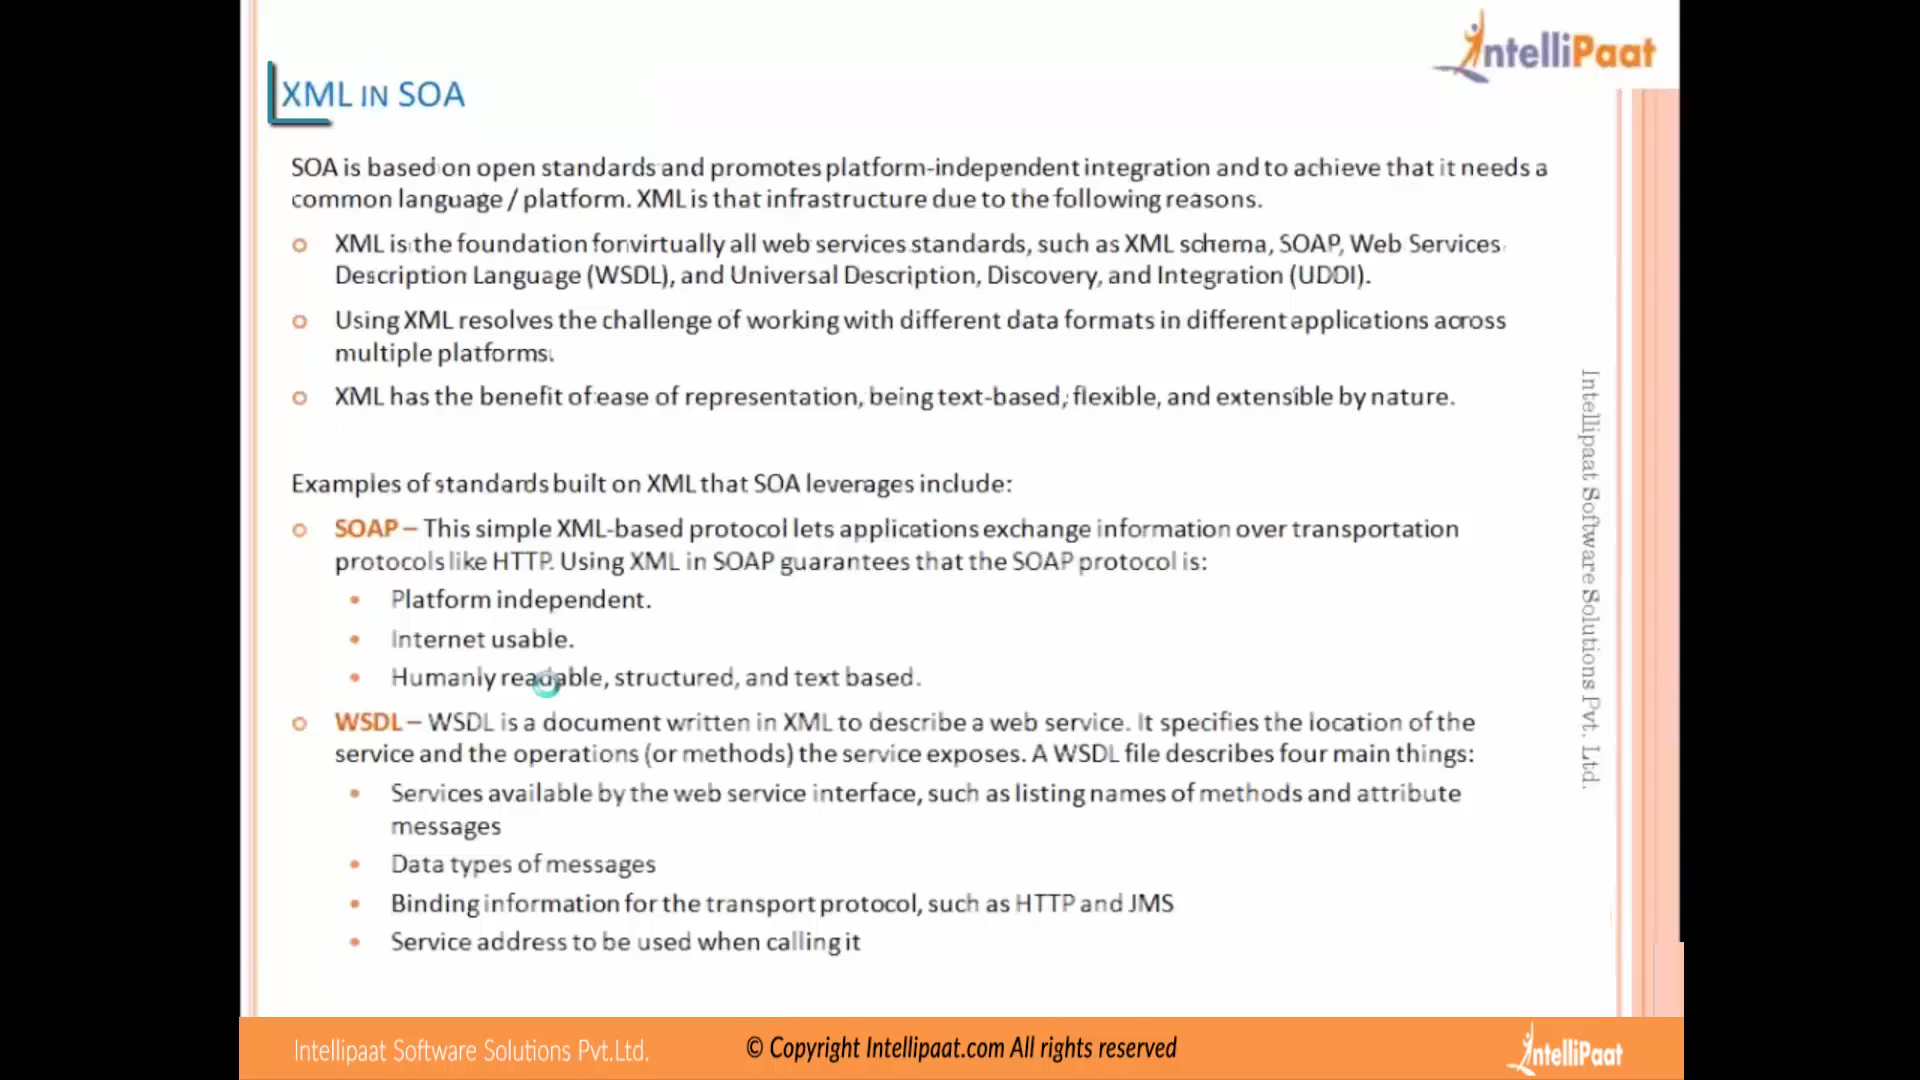 IntelliPaat
XML IN SOA
SOA is based on open standards and promotes platform-independent integration and to achieve that it needs a
common language / platform. XML is that infrastructure due to the following reasons.
XML is the foundation for virtually all web services standards, such as XML schema, SOAP, Web Services
Description Language (WSDL), and Universal Description, Discovery, and Integration (UDDI).
Using XML resolves the challenge of working with different data formats in different applications across
multiple platforms.
XML has the benefit of ease of representation, being text-based, flexible, and extensible by nature.
Examples of standards built on XML that SOA leverages include:
SOAP – This simple XML-based protocol lets applications exchange information over transportation
protocols like HTTP. Using XML in SOAP guarantees that the SOAP protocol is:
Platform independent.
Internet usable.
Humanly readable, structured, and text based.
WSDL – WSDL is a document written in XML to describe a web service. It specifies the location of the
service and the operations (or methods) the service exposes. A WSDL file describes four main things:
Services available by the web service interface, such as listing names of methods and attribute
messages
Data types of messages
Binding information for the transport protocol, such as HTTP and JMS
Service address to be used when calling it
Intellipaat Software Solutions Pvt. Ltd.
Intellipaat Software Solutions Pvt.Ltd.
© Copyright Intellipaat.com All rights reserved
IntelliPaat